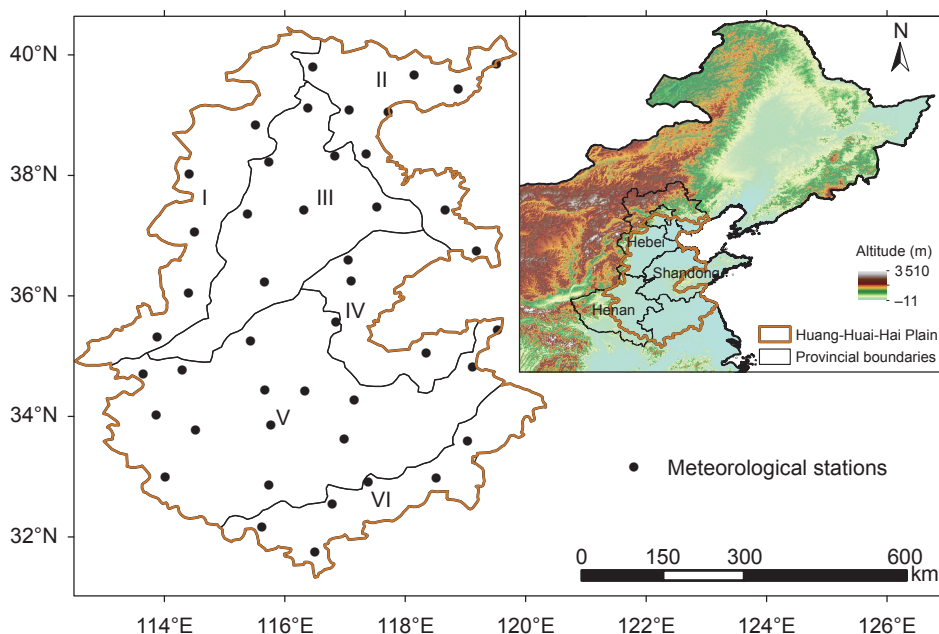 40°N
38°N
36°N
34°N
32°N
114°E
116°E
118°E
120°E
122°E
124°E
126°E
I
II
III
IV
V
VI
N
Hebei
Shandong
Henan
Altitude (m)
3 510
–11
Huang-Huai-Hai Plain
Provincial boundaries
Meteorological stations
0
150
300
600
km